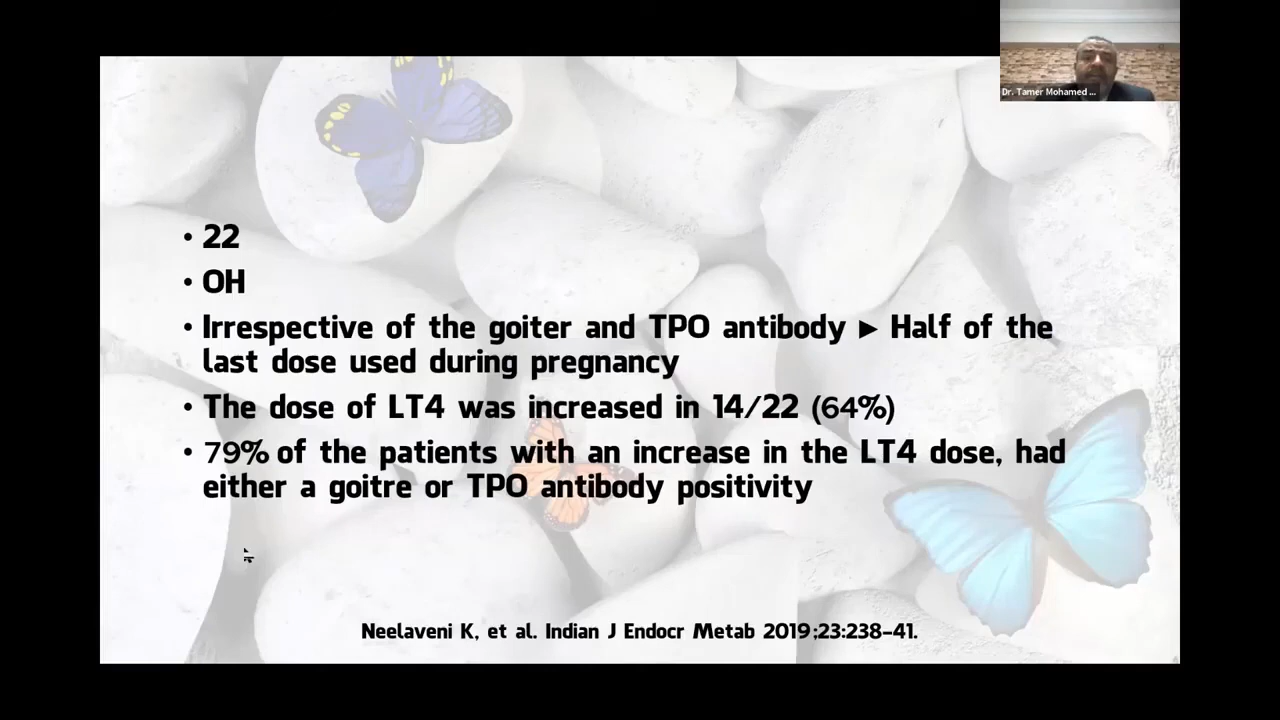 Dr. Tamer Mohamed ...
• 22
• OH
• Irrespective of the goiter and TPO antibody ► Half of the
last dose used during pregnancy
• The dose of LT4 was increased in 14/22 (64%)
• 79% of the patients with an increase in the LT4 dose, had
either a goitre or TPO antibody positivity
Neelaveni K, et al. Indian J Endocr Metab 2019;23:238–41.